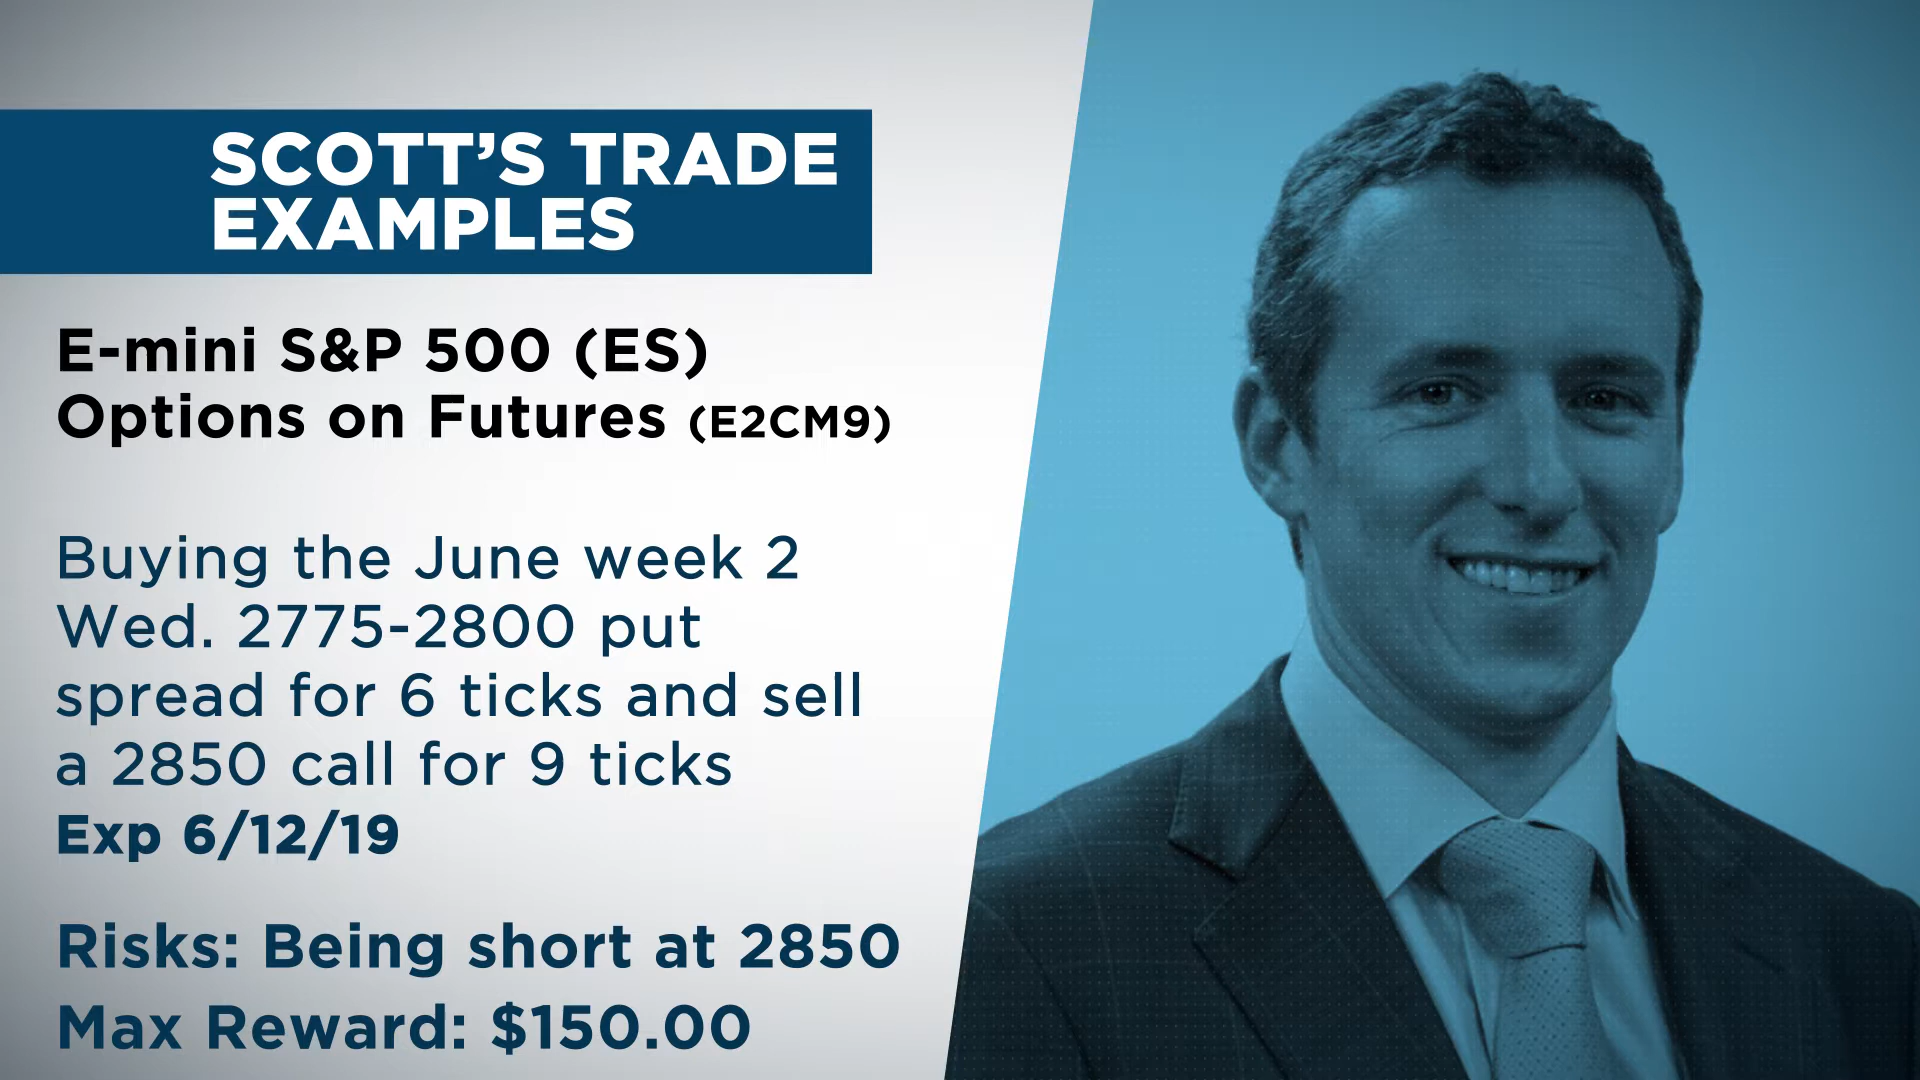 SCOTT’S TRADE
EXAMPLES
E-mini S&P 500 (ES)
Options on Futures (E2CM9)
Buying the June week 2
Wed. 2775-2800 put
spread for 6 ticks and sell
a 2850 call for 9 ticks
Exp 6/12/19
Risks: Being short at 2850
Max Reward: $150.00